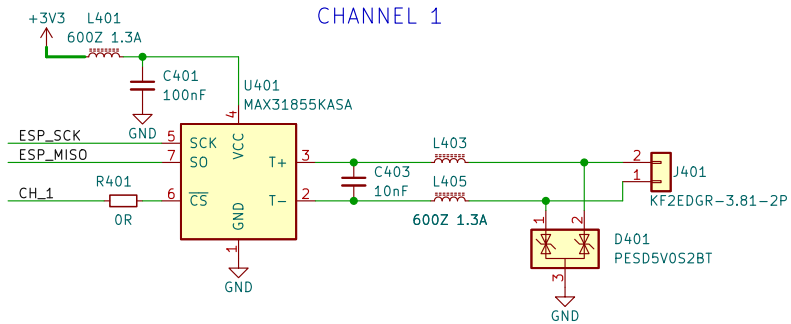 CHANNEL 1
+3V3
L401
600Z 1.3A
C401
100nF
GND
U401
MAX31855KASA
4
VCC
ESP_SCK
5
SCK
ESP_MISO
7
SO
T+
3
CH_1
R401
0R
6
CS
T-
2
GND
1
GND
C403
10nF
L403
L405
600Z 1.3A
2
1
J401
KF2EDGR-3.81-2P
1
2
D401
PESD5V0S2BT
3
GND